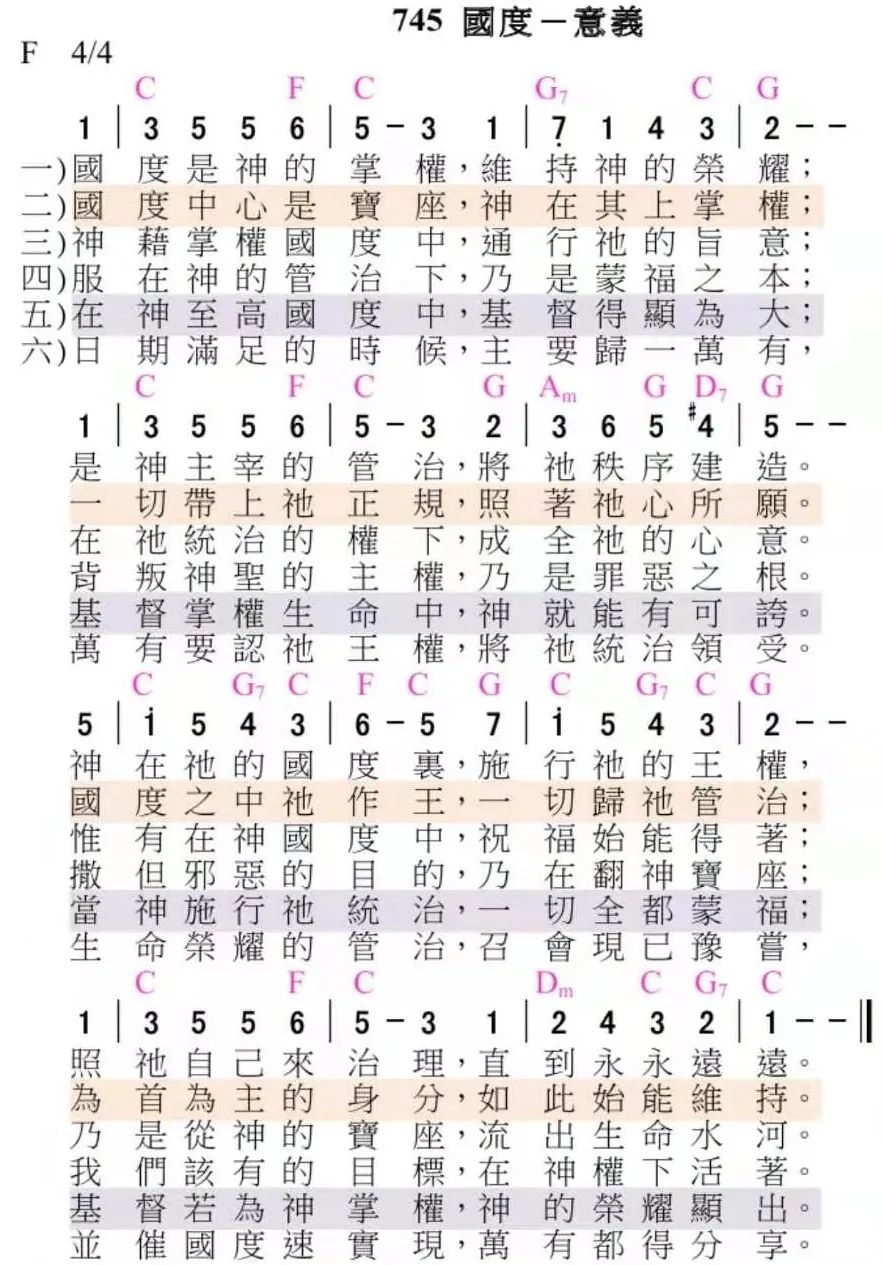 745 國度－意義
F 4/4
C F C G7 C G
1 | 3 5 5 6 | 5 - 3 1 | 7̣ 1 4 3 | 2 - -
一)國度是神的掌權，維持神的榮耀；
二)國度中心是寶座，神在其上掌權；
三)神藉掌權國度中，通行祂的旨意；
四)服在神的管治下，乃是蒙福之本；
五)在神至高國度中，基督得顯為大；
六)日期滿足的時候，主要歸一萬有，
C F C G Am G D7 G
1 | 3 5 5 6 | 5 - 3 2 | 3 6 5 #4 | 5 - -
是神主宰的管治，將祂秩序建造。
一切帶上祂正規，照著祂心所願。
在祂統治的權下，成全祂的心意。
背叛神聖的主權，乃是罪惡之根。
基督掌權生命中，神就能有可誇。
萬有要認祂王權，將祂統治領受。
C G7 C F C G C G7 C G
5 | 1̇ 5 4 3 | 6 - 5 7 | 1̇ 5 4 3 | 2 - -
神在祂的國度裏，施行祂的王權，
國度之中祂作王，一切歸祂管治；
惟有在神國度中，祝福始能得著；
撒但邪惡的目的，乃在翻神寶座；
當神施行祂統治，一切全都蒙福；
生命榮耀的管治，召會現已豫嘗，
C F C Dm C G7 C
1 | 3 5 5 6 | 5 - 3 1 | 2 4 3 2 | 1 - - ‖
照祂自己來治理，直到永永遠遠。
為首為主的身分，如此始能維持。
乃是從神的寶座，流出生命水河。
我們該有的目標，在神權下活著。
基督若為神掌權，神的榮耀顯出。
並催國度速實現，萬有都得分享。